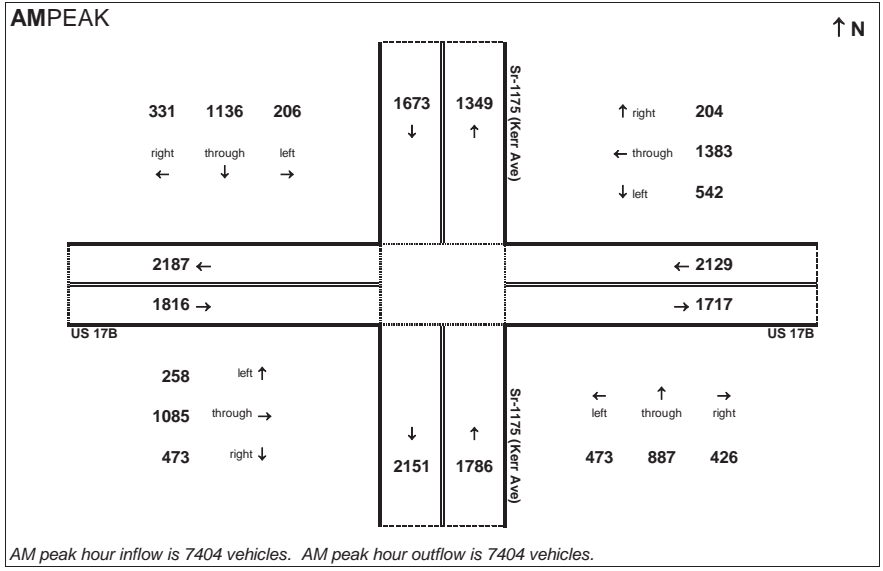 AMPEAK
↑ N
331 1136 206
right through left
← ↓ →
1673 1349
↓ ↑
Sr-1175 (Kerr Ave)
↑ right 204
← through 1383
↓ left 542
2187 ←
1816 →
US 17B
← 2129
→ 1717
US 17B
258 left ↑
1085 through →
473 right ↓
↓ ↑
2151 1786
Sr-1175 (Kerr Ave)
← ↑ →
left through right
473 887 426
AM peak hour inflow is 7404 vehicles. AM peak hour outflow is 7404 vehicles.